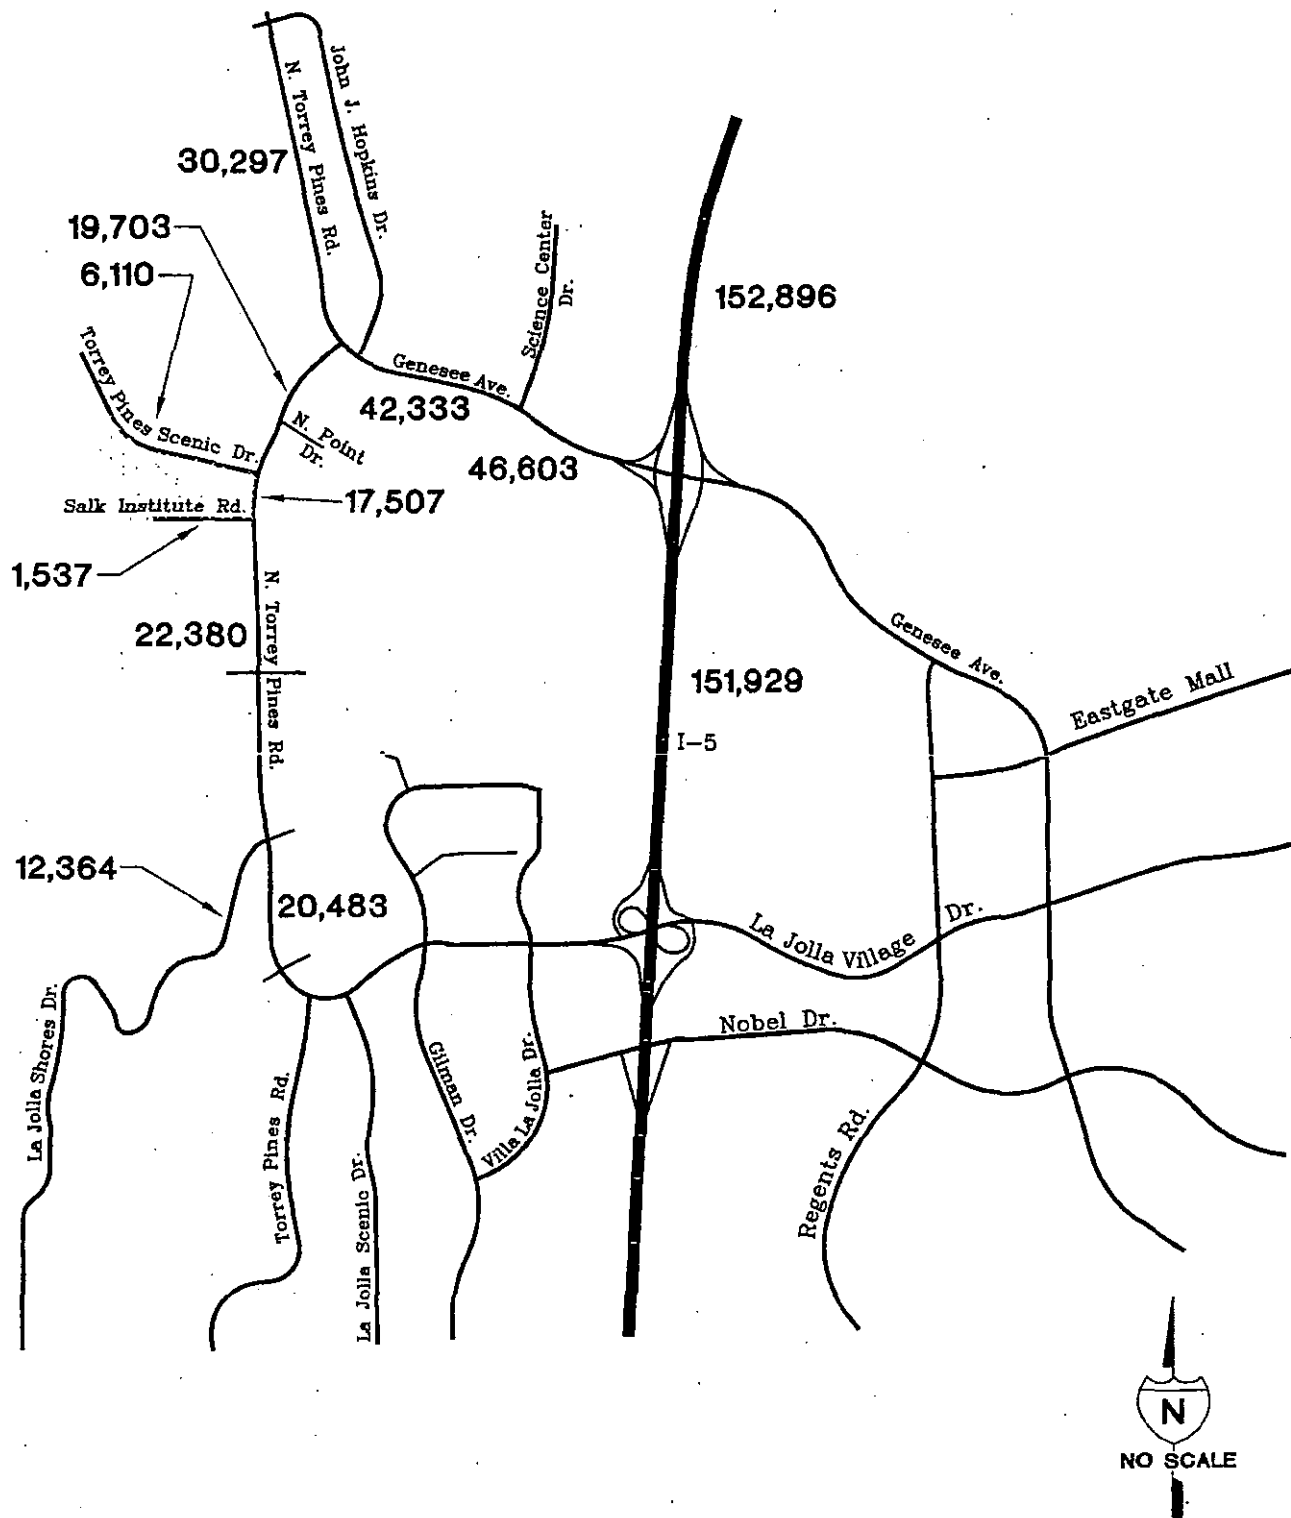 John J. Hopkins Dr.
N. Torrey Pines Rd.
30,297
19,703
6,110
Science Center
Dr.
152,896
Torrey Pines Scenic Dr.
Genesee Ave.
42,333
N. Point
Dr.
46,603
Salk Institute Rd.
17,507
1,537
N. Torrey Pines Rd.
22,380
Genesee Ave.
151,929
Eastgate Mall
I-5
12,364
20,483
La Jolla Village Dr.
La Jolla Shores Dr.
Nobel Dr.
Gilman Dr.
Villa La Jolla Dr.
Torrey Pines Rd.
La Jolla Scenic Dr.
Regents Rd.
N
NO SCALE